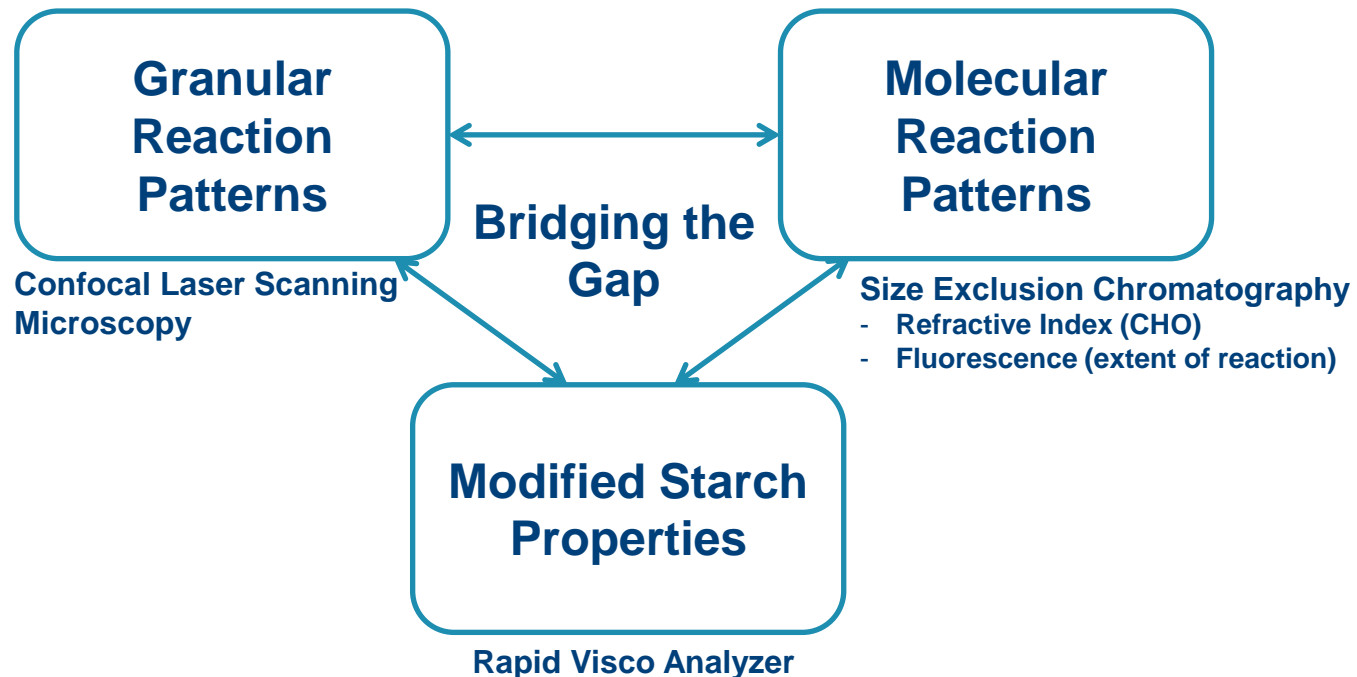 Granular
Reaction
Patterns
Molecular
Reaction
Patterns
Bridging the
Gap
Confocal Laser Scanning
Microscopy
Size Exclusion Chromatography
- Refractive Index (CHO)
- Fluorescence (extent of reaction)
Modified Starch
Properties
Rapid Visco Analyzer